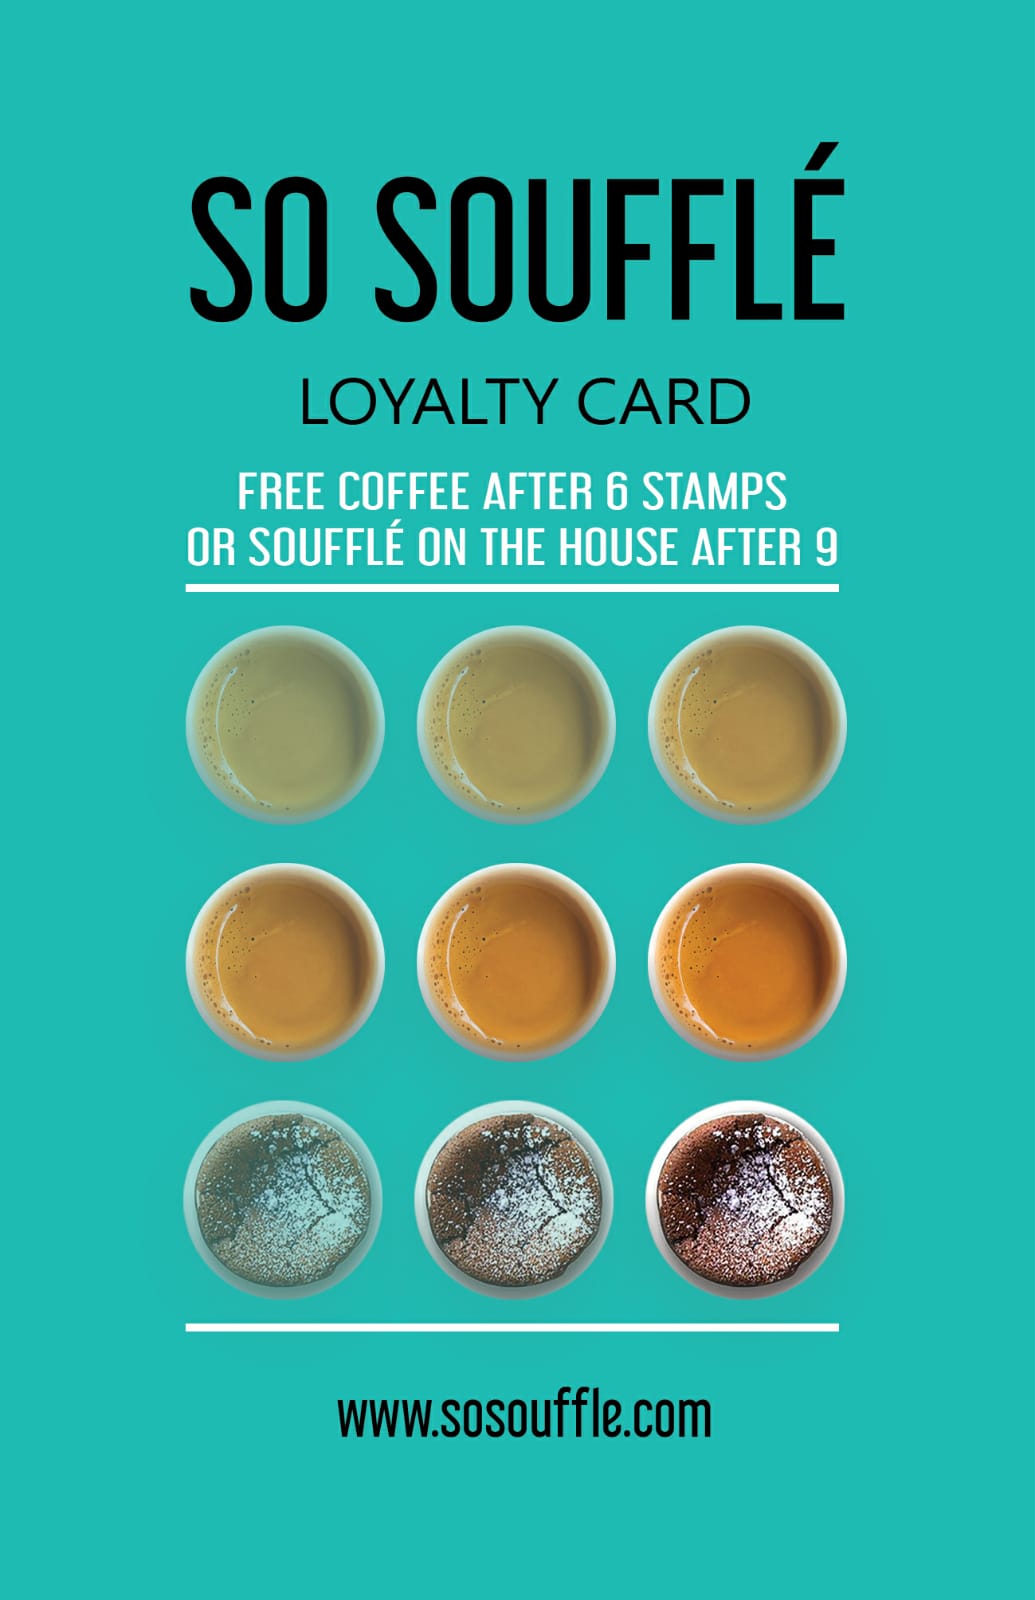 SO SOUFFLÉ
LOYALTY CARD
FREE COFFEE AFTER 6 STAMPS
OR SOUFFLÉ ON THE HOUSE AFTER 9
www.sosouffle.com